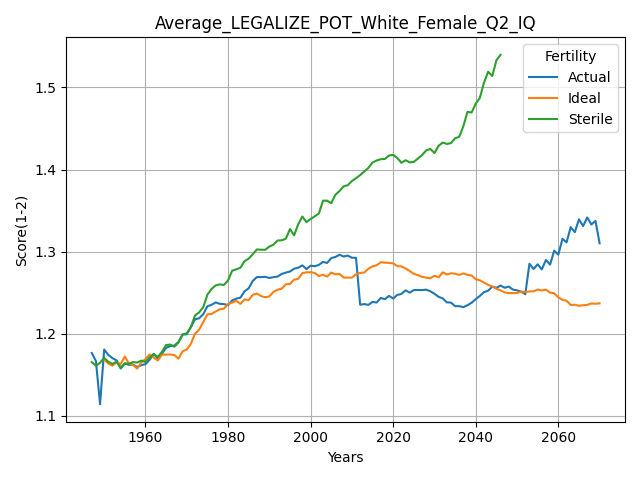 Average_LEGALIZE_POT_White_Female_Q2_IQ
Score(1-2)
1.5
1.4
1.3
1.2
1.1
Fertility
Actual
Ideal
Sterile
1960
1980
2000
2020
2040
2060
Years